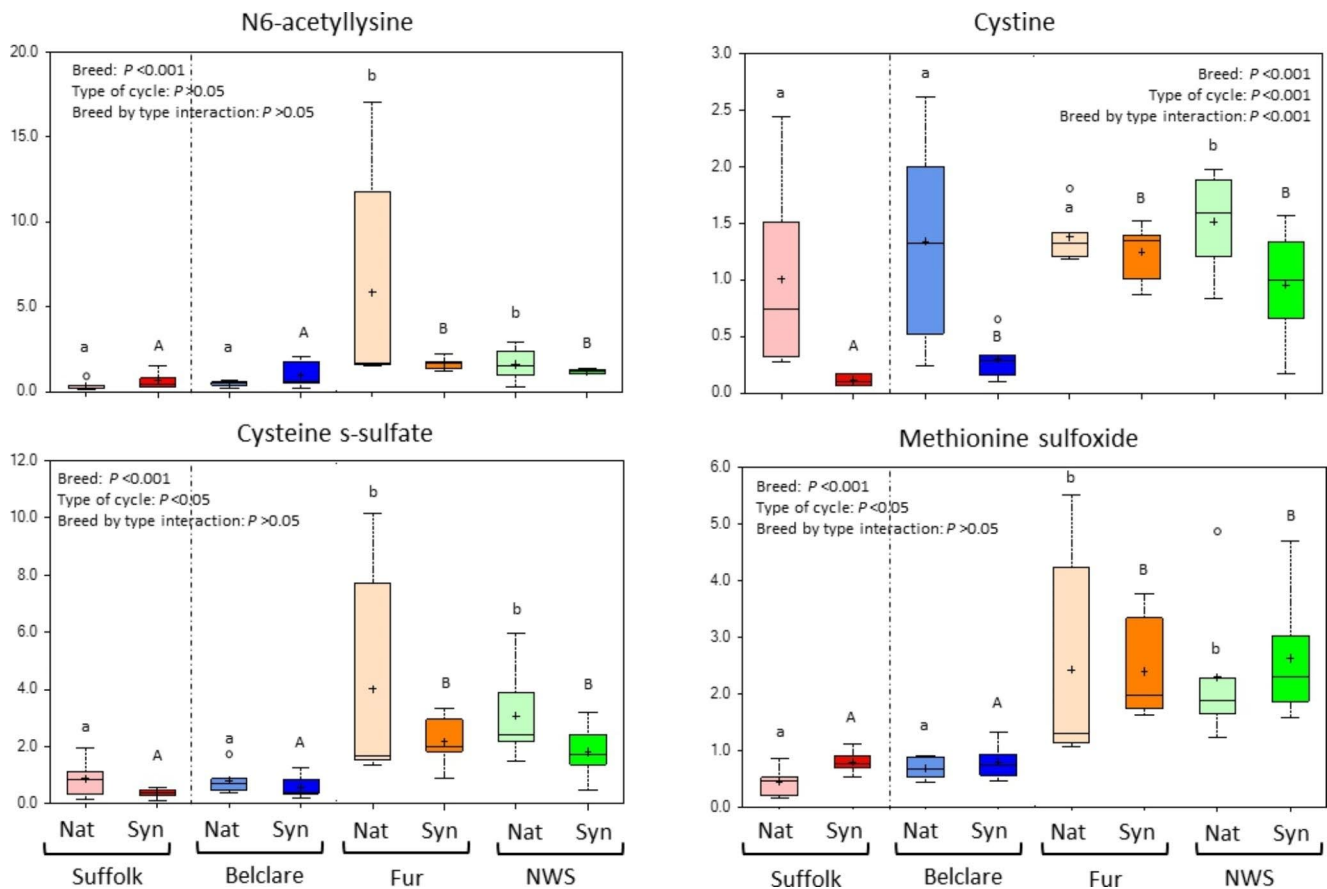 N6-acetyllysine
20.0
15.0
10.0
5.0
0.0
Breed: P <0.001
Type of cycle: P >0.05
Breed by type interaction: P >0.05
a
A
a
A
b
B
b
B
Cystine
3.0
2.5
2.0
1.5
1.0
0.5
0.0
Breed: P <0.001
Type of cycle: P <0.001
Breed by type interaction: P <0.001
a
A
a
B
a
B
b
B
Cysteine s-sulfate
12.0
10.0
8.0
6.0
4.0
2.0
0.0
Breed: P <0.001
Type of cycle: P <0.05
Breed by type interaction: P >0.05
a
A
a
A
b
B
b
B
Nat Syn Nat Syn Nat Syn Nat Syn
Suffolk Belclare Fur NWS
Methionine sulfoxide
6.0
5.0
4.0
3.0
2.0
1.0
0.0
Breed: P <0.001
Type of cycle: P <0.05
Breed by type interaction: P >0.05
a
A
a
A
b
B
b
B
Nat Syn Nat Syn Nat Syn Nat Syn
Suffolk Belclare Fur NWS